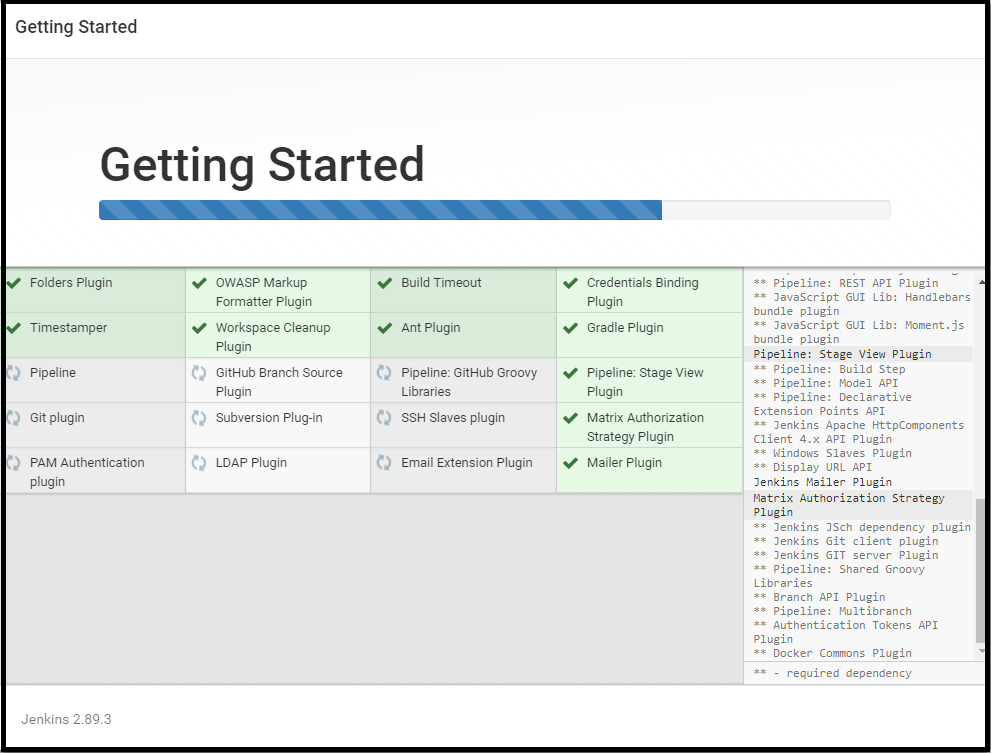 Getting Started
Getting Started
Folders Plugin
OWASP Markup
Formatter Plugin
Build Timeout
Credentials Binding
Plugin
Timestamper
Workspace Cleanup
Plugin
Ant Plugin
Gradle Plugin
Pipeline
GitHub Branch Source
Plugin
Pipeline: GitHub Groovy
Libraries
Pipeline: Stage View
Plugin
Git plugin
Subversion Plug-in
SSH Slaves plugin
Matrix Authorization
Strategy Plugin
PAM Authentication
plugin
LDAP Plugin
Email Extension Plugin
Mailer Plugin
** Pipeline: REST API Plugin
** JavaScript GUI Lib: Handlebars
bundle plugin
** JavaScript GUI Lib: Moment.js
bundle plugin
Pipeline: Stage View Plugin
** Pipeline: Build Step
** Pipeline: Model API
** Pipeline: Declarative
Extension Points API
** Jenkins Apache HttpComponents
Client 4.x API Plugin
** Windows Slaves Plugin
** Display URL API
Jenkins Mailer Plugin
Matrix Authorization Strategy
Plugin
** Jenkins JSch dependency plugin
** Jenkins Git client plugin
** Jenkins GIT server Plugin
** Pipeline: Shared Groovy
Libraries
** Branch API Plugin
** Pipeline: Multibranch
** Authentication Tokens API
Plugin
** Docker Commons Plugin
** - required dependency
Jenkins 2.89.3